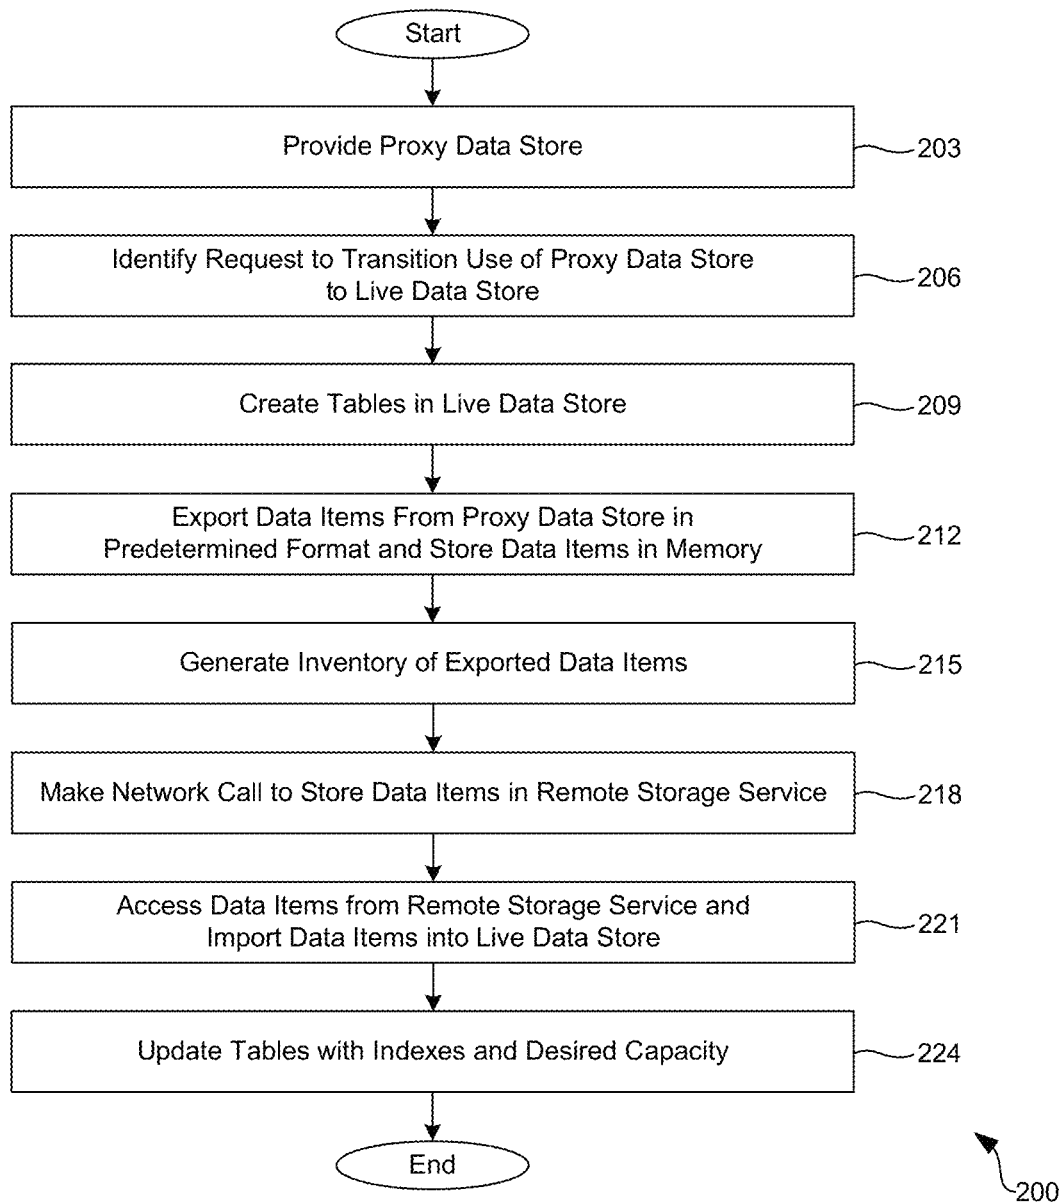 Start
Provide Proxy Data Store
203
Identify Request to Transition Use of Proxy Data Store
to Live Data Store
206
Create Tables in Live Data Store
209
Export Data Items From Proxy Data Store in
Predetermined Format and Store Data Items in Memory
212
Generate Inventory of Exported Data Items
215
Make Network Call to Store Data Items in Remote Storage Service
218
Access Data Items from Remote Storage Service and
Import Data Items into Live Data Store
221
Update Tables with Indexes and Desired Capacity
224
End
200